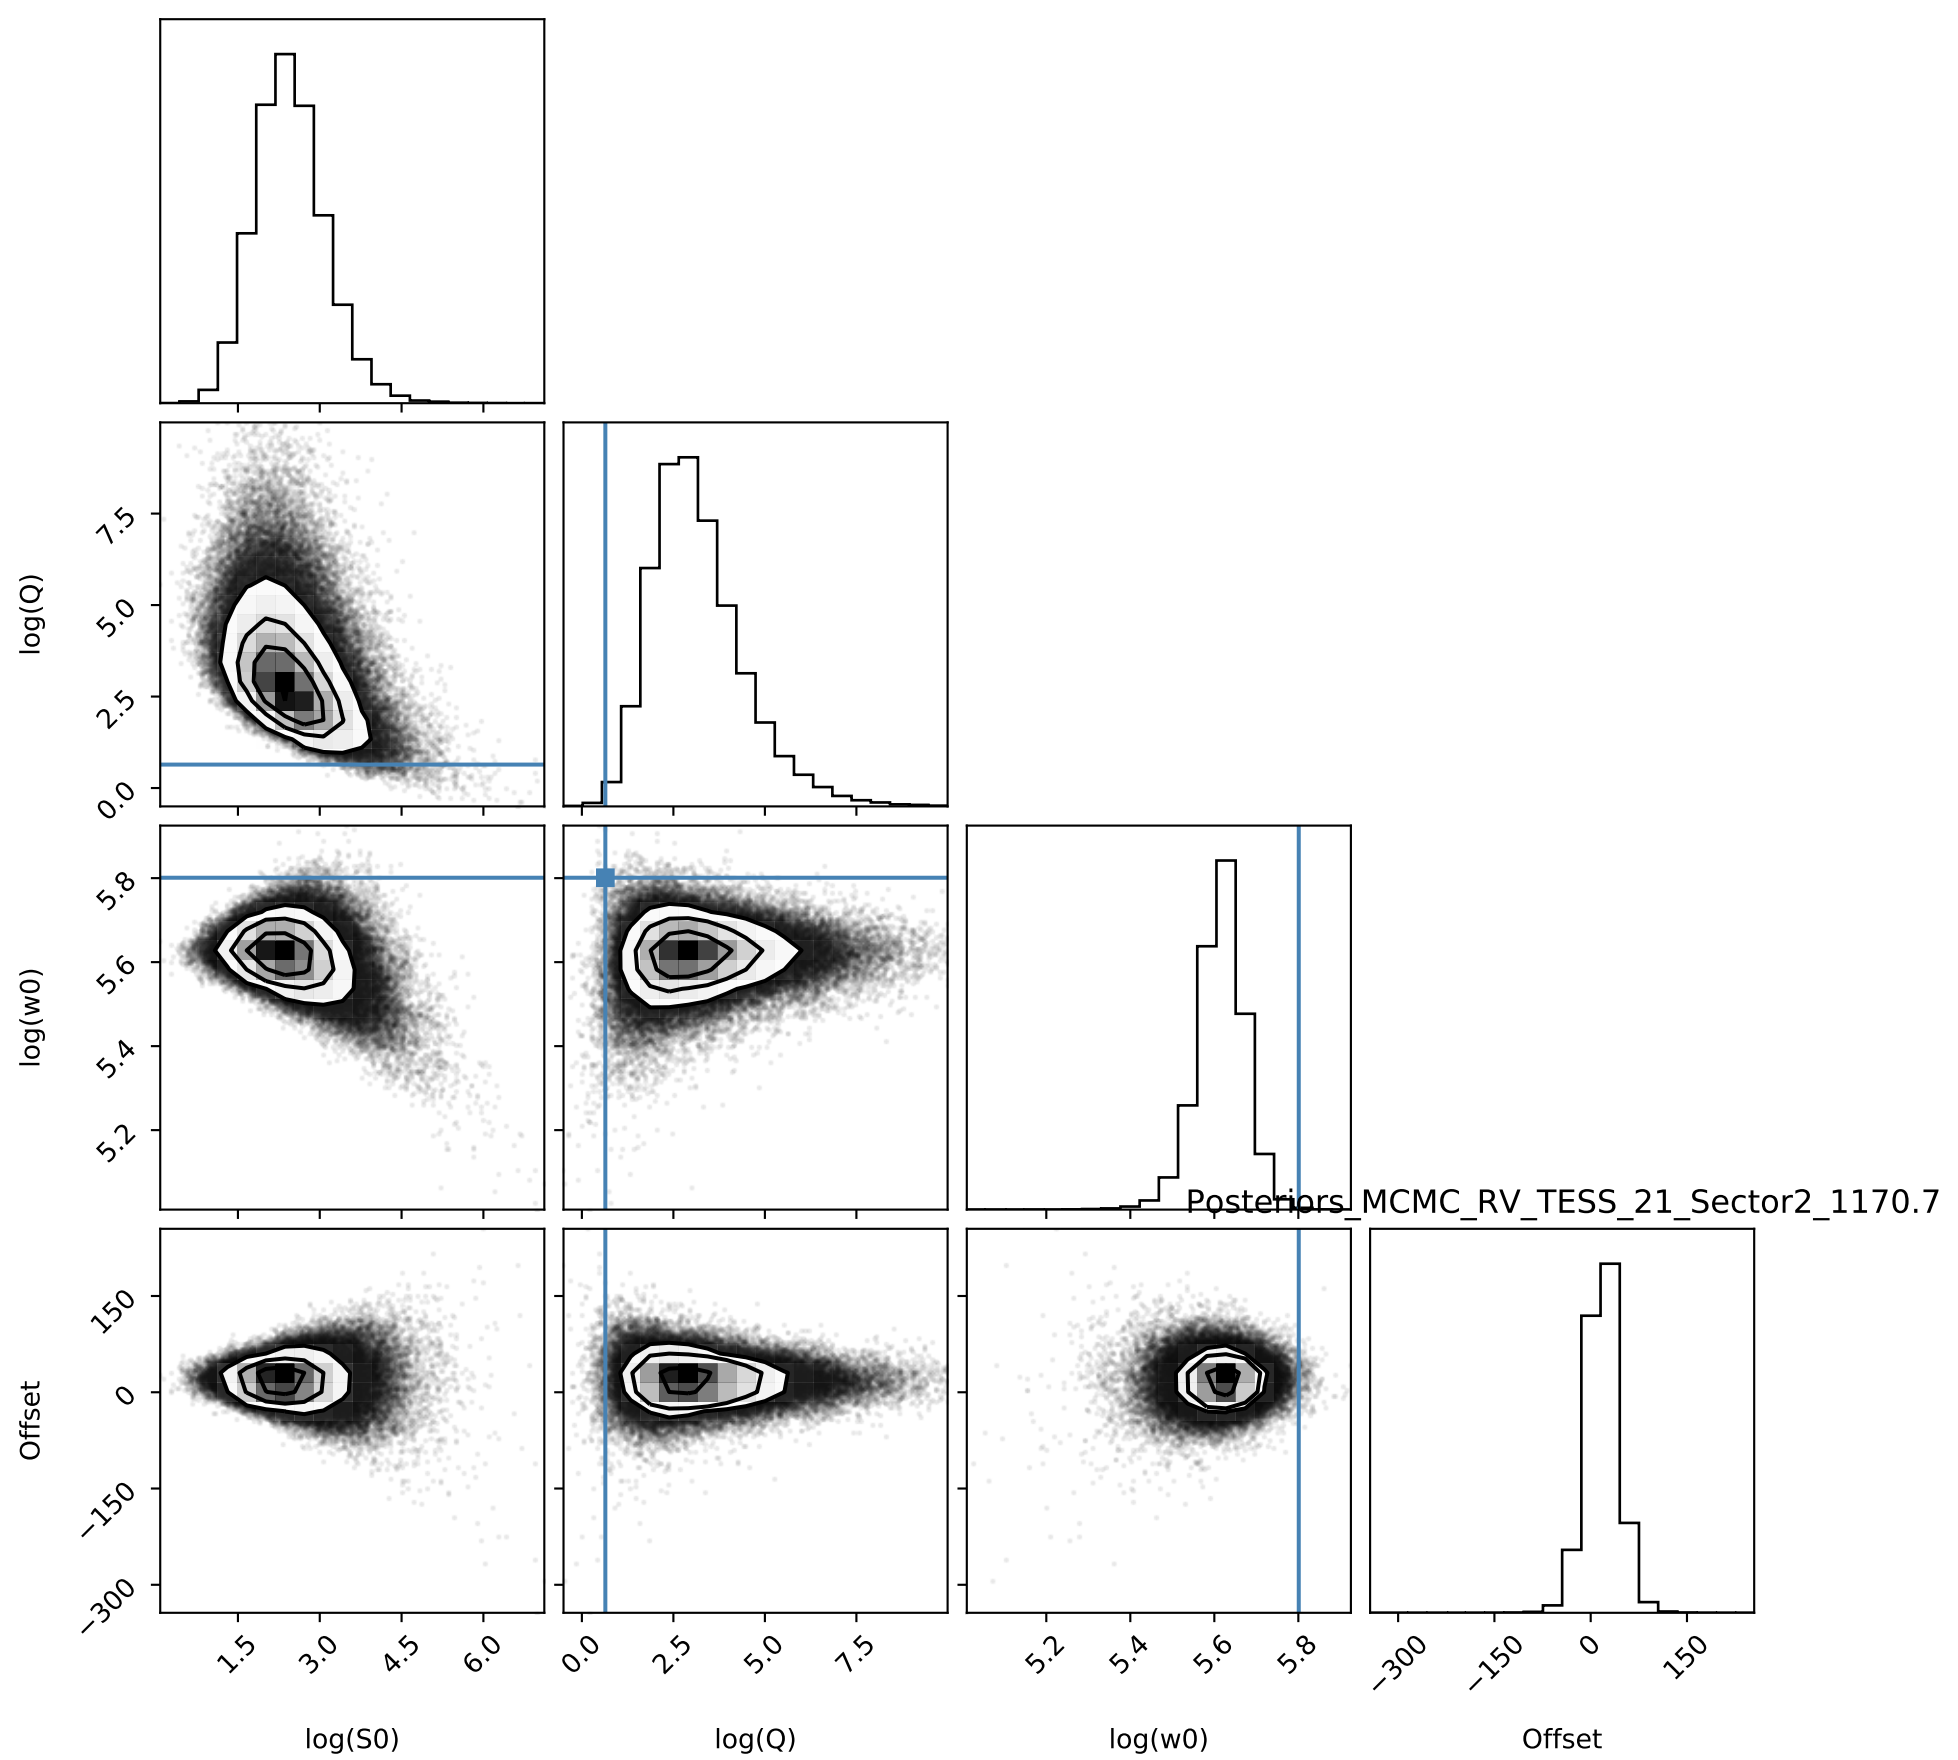 log(Q)
7.5
5.0
2.5
0.0
log(w0)
5.8
5.6
5.4
5.2
Posteriors_MCMC_RV_TESS_21_Sector2_1170.7
Offset
150
0
−150
−300
1.5 3.0 4.5 6.0 0.0 2.5 5.0 7.5 5.2 5.4 5.6 5.8 −300 −150 0 150
log(S0) log(Q) log(w0) Offset